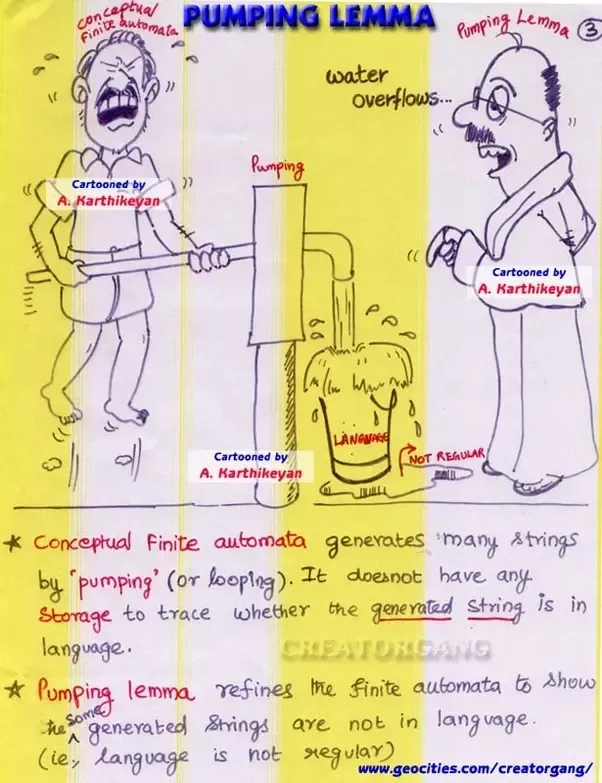 PUMPING LEMMA
conceptual
Finite automata
Pumping Lemma
3
water
overflows...
Pumping
Cartooned by
A. Karthikeyan
Cartooned by
A. Karthikeyan
LANGUAGE
NOT REGULAR
Cartooned by
A. Karthikeyan
★ Conceptual Finite automata generates many strings
by 'pumping' (or looping). It doesnot have any
storage to trace whether the generated string is in
language.
CREATORGANG
★ Pumping lemma refines the finite automata to show
the some generated strings are not in language.
(ie, language is not regular)
www.geocities.com/creatorgang/